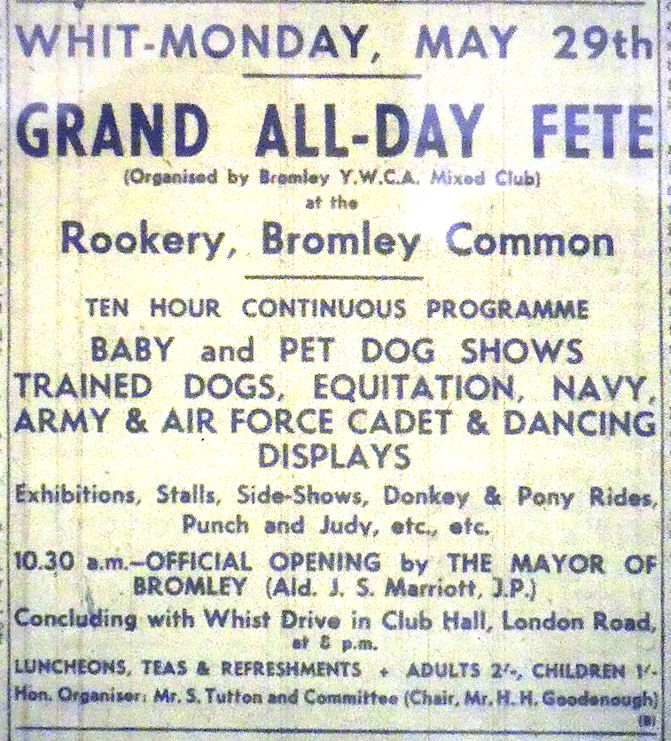 WHIT-MONDAY, MAY 29th
GRAND ALL-DAY FETE
(Organised by Bromley Y.W.C.A. Mixed Club)
at the
Rookery, Bromley Common
TEN HOUR CONTINUOUS PROGRAMME
BABY and PET DOG SHOWS
TRAINED DOGS, EQUITATION, NAVY,
ARMY & AIR FORCE CADET & DANCING
DISPLAYS
Exhibitions, Stalls, Side-Shows, Donkey & Pony Rides,
Punch and Judy, etc., etc.
10.30 a.m.—OFFICIAL OPENING by THE MAYOR OF
BROMLEY (Ald. J. S. Marriott, J.P.)
Concluding with Whist Drive in Club Hall, London Road,
at 8 p.m.
LUNCHEONS, TEAS & REFRESHMENTS + ADULTS 2/-, CHILDREN 1/-
Hon. Organiser: Mr. S. Tutton and Committee (Chair, Mr. H. H. Goodenough)
(B)